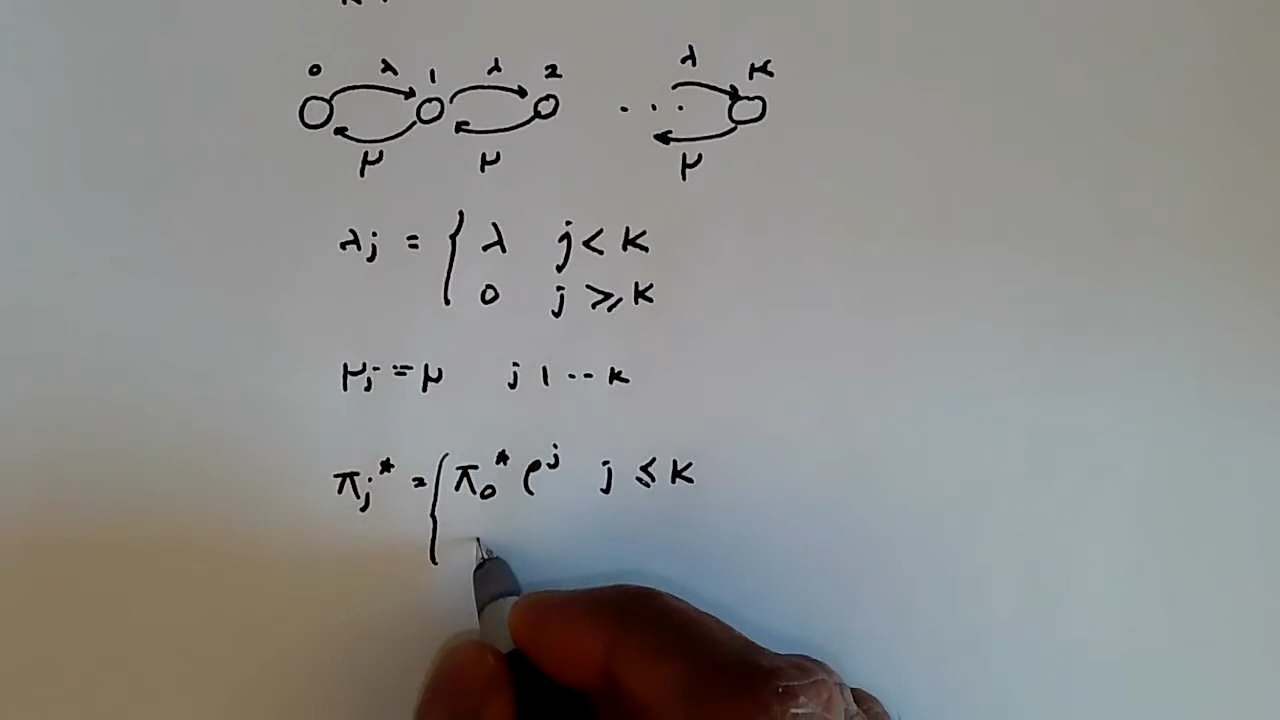 0 λ 1 λ 2 λ K
μ μ ... μ
λj = { λ j < K
0 j ⩾ K
μj = μ j 1 .. K
πj* = { π0* ρ^j j ≤ K